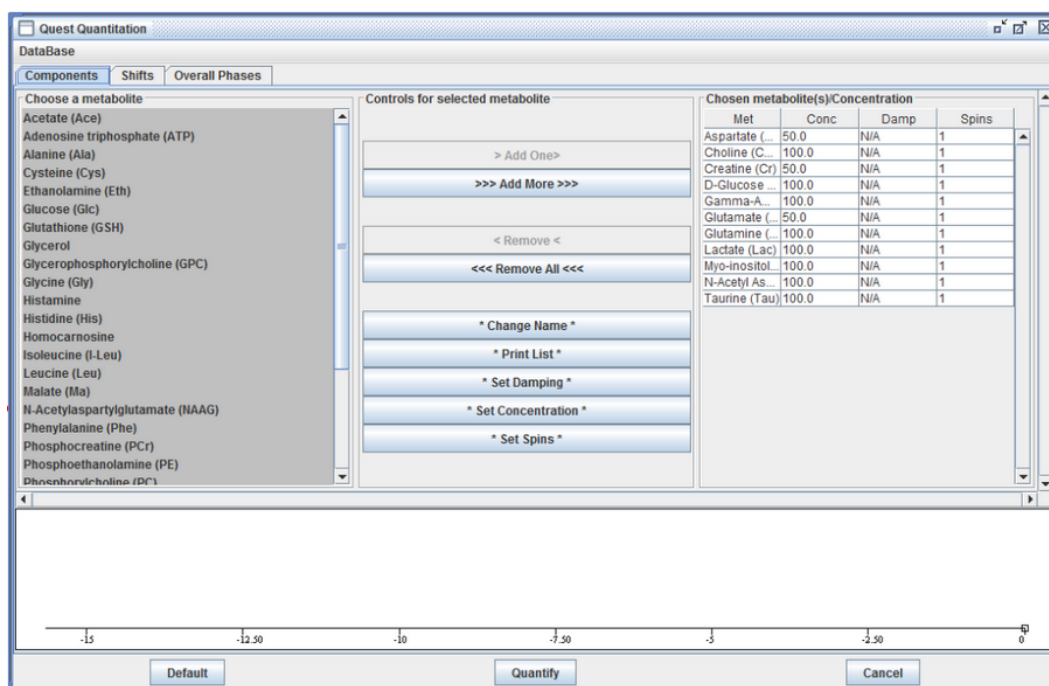 Quest Quantitation
DataBase
Components Shifts Overall Phases
Choose a metabolite
Acetate (Ace)
Adenosine triphosphate (ATP)
Alanine (Ala)
Cysteine (Cys)
Ethanolamine (Eth)
Glucose (Glc)
Glutathione (GSH)
Glycerol
Glycerophosphorylcholine (GPC)
Glycine (Gly)
Histamine
Histidine (His)
Homocarnosine
Isoleucine (I-Leu)
Leucine (Leu)
Malate (Ma)
N-Acetylaspartylglutamate (NAAG)
Phenylalanine (Phe)
Phosphocreatine (PCr)
Phosphoethanolamine (PE)
Phosphorylcholine (PC)
Controls for selected metabolite
> Add One>
>>> Add More >>>
< Remove <
<<< Remove All <<<
* Change Name *
* Print List *
* Set Damping *
* Set Concentration *
* Set Spins *
Chosen metabolite(s)/Concentration
Met Conc Damp Spins
Aspartate (... 50.0 N/A 1
Choline (C... 100.0 N/A 1
Creatine (Cr) 50.0 N/A 1
D-Glucose ... 100.0 N/A 1
Gamma-A... 100.0 N/A 1
Glutamate (... 50.0 N/A 1
Glutamine (... 100.0 N/A 1
Lactate (Lac) 100.0 N/A 1
Myo-inositol... 100.0 N/A 1
N-Acetyl As... 100.0 N/A 1
Taurine (Tau) 100.0 N/A 1
-15 -12.50 -10 -7.50 -5 -2.50 0
Default Quantify Cancel